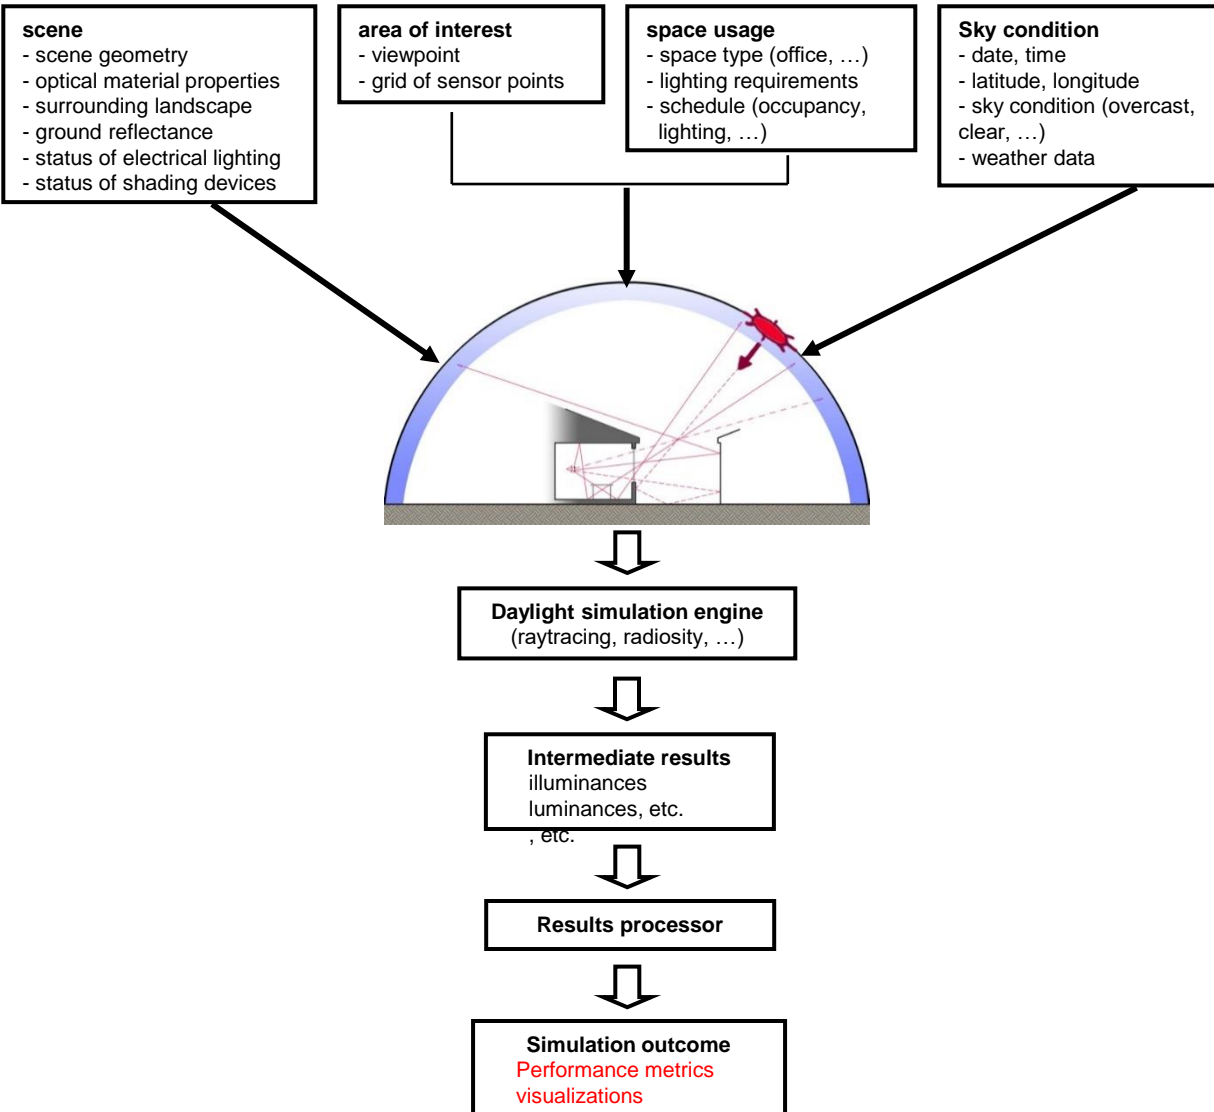 scene
- scene geometry
- optical material properties
- surrounding landscape
- ground reflectance
- status of electrical lighting
- status of shading devices
area of interest
- viewpoint
- grid of sensor points
space usage
- space type (office, …)
- lighting requirements
- schedule (occupancy,
lighting, …)
Sky condition
- date, time
- latitude, longitude
- sky condition (overcast,
clear, …)
- weather data
Daylight simulation engine
(raytracing, radiosity, …)
Intermediate results
illuminances
luminances, etc.
, etc.
Results processor
Simulation outcome
Performance metrics
visualizations